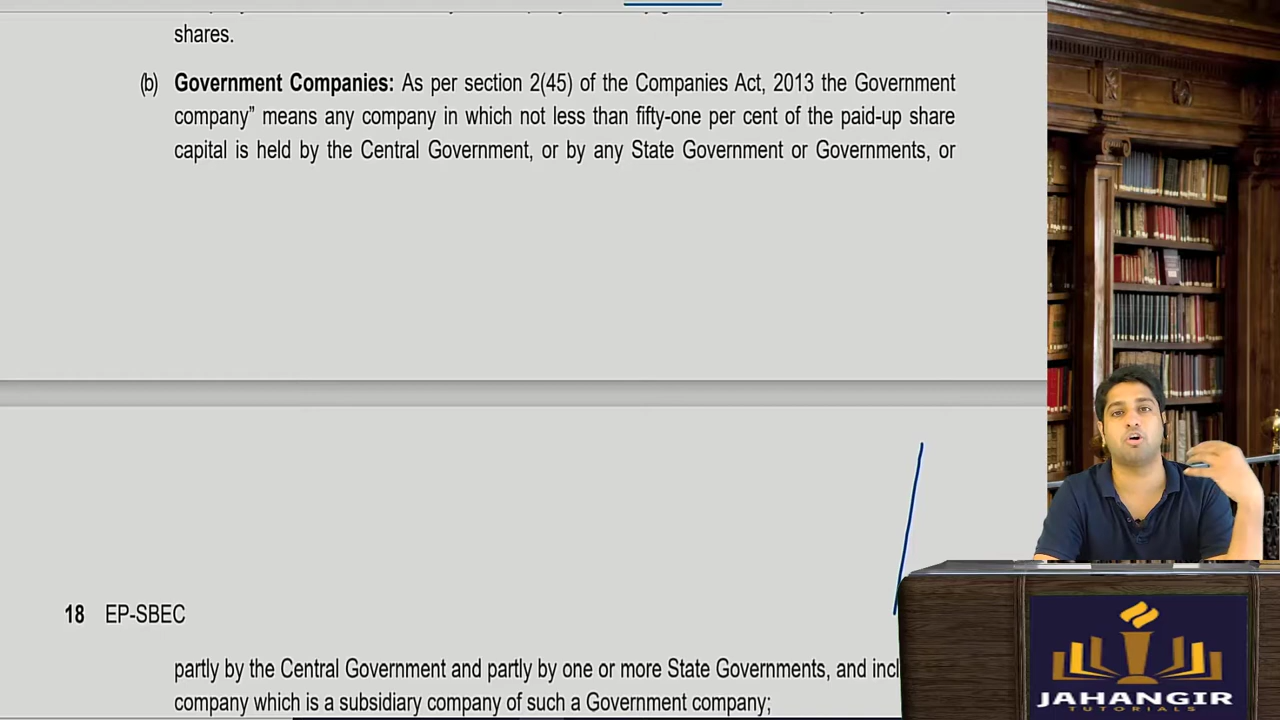 shares.
(b) Government Companies: As per section 2(45) of the Companies Act, 2013 the Government
company” means any company in which not less than fifty-one per cent of the paid-up share
capital is held by the Central Government, or by any State Government or Governments, or
18 EP-SBEC
partly by the Central Government and partly by one or more State Governments, and incl
company which is a subsidiary company of such a Government company;
JAHANGIR
TUTORIALS